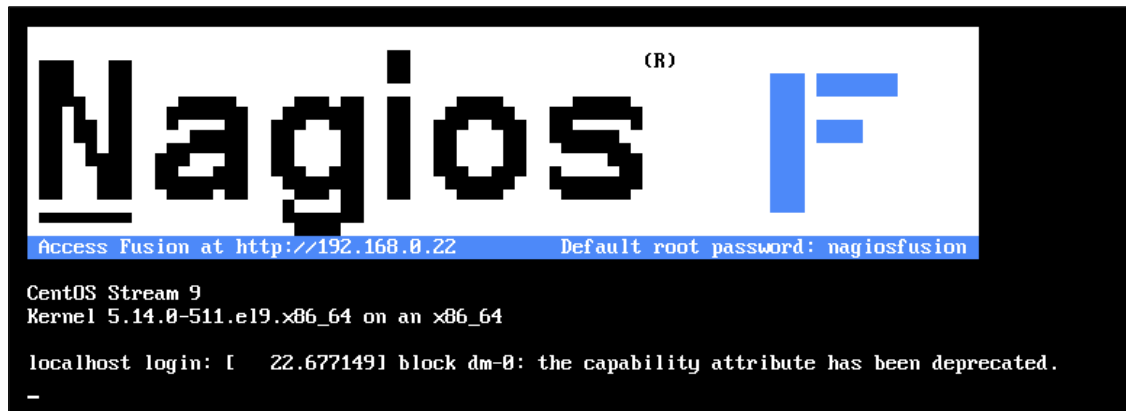 Nagios (R) F
Access Fusion at http://192.168.0.22 Default root password: nagiosfusion
CentOS Stream 9
Kernel 5.14.0-511.el9.x86_64 on an x86_64
localhost login: [   22.677149] block dm-0: the capability attribute has been deprecated.